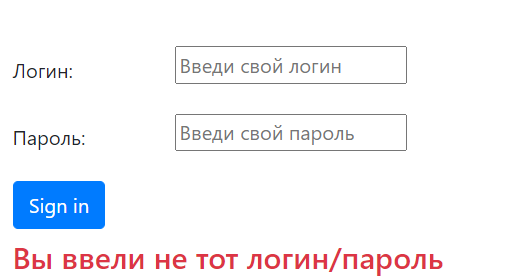 Логин: Введи свой логин
Пароль: Введи свой пароль
Sign in
Вы ввели не тот логин/пароль